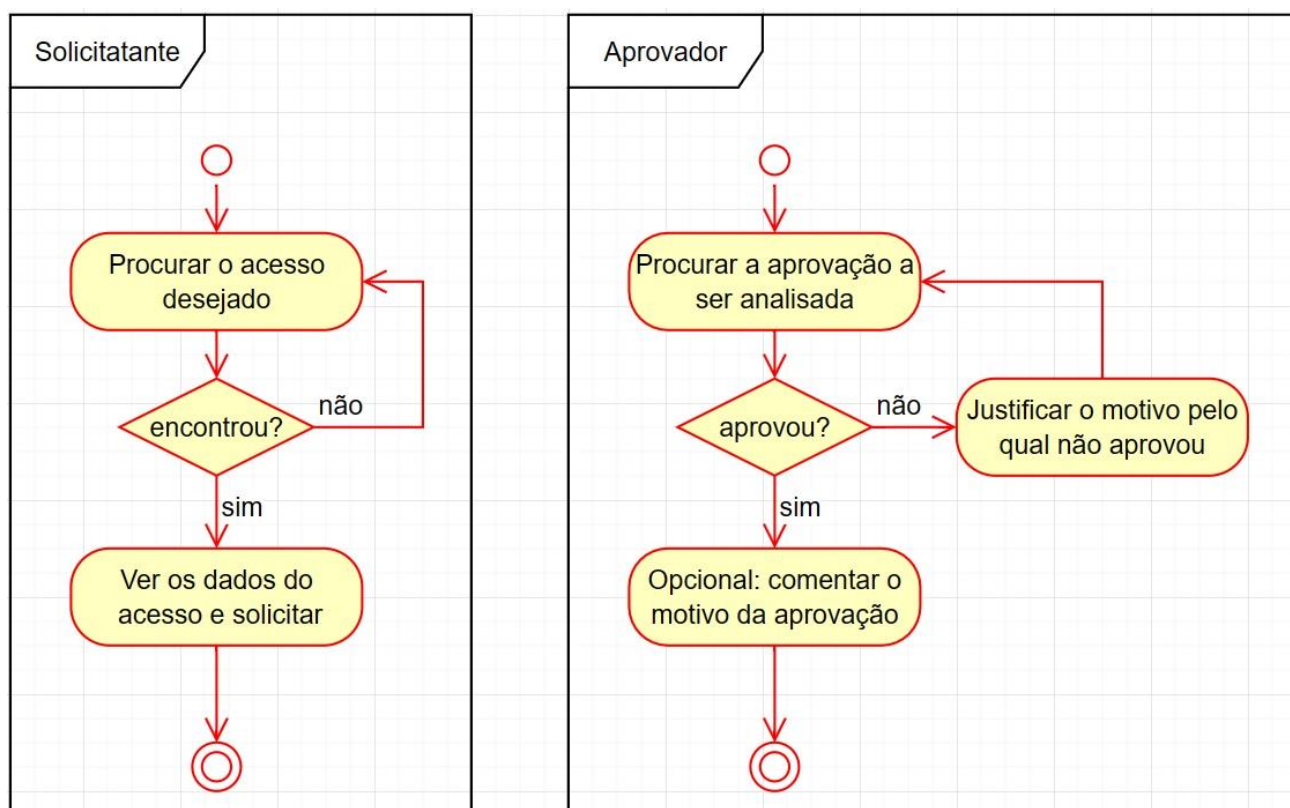 Solicitatante
Procurar o acesso
desejado
encontrou?
não
sim
Ver os dados do
acesso e solicitar
Aprovador
Procurar a aprovação a
ser analisada
aprovou?
não
Justificar o motivo pelo
qual não aprovou
sim
Opcional: comentar o
motivo da aprovação